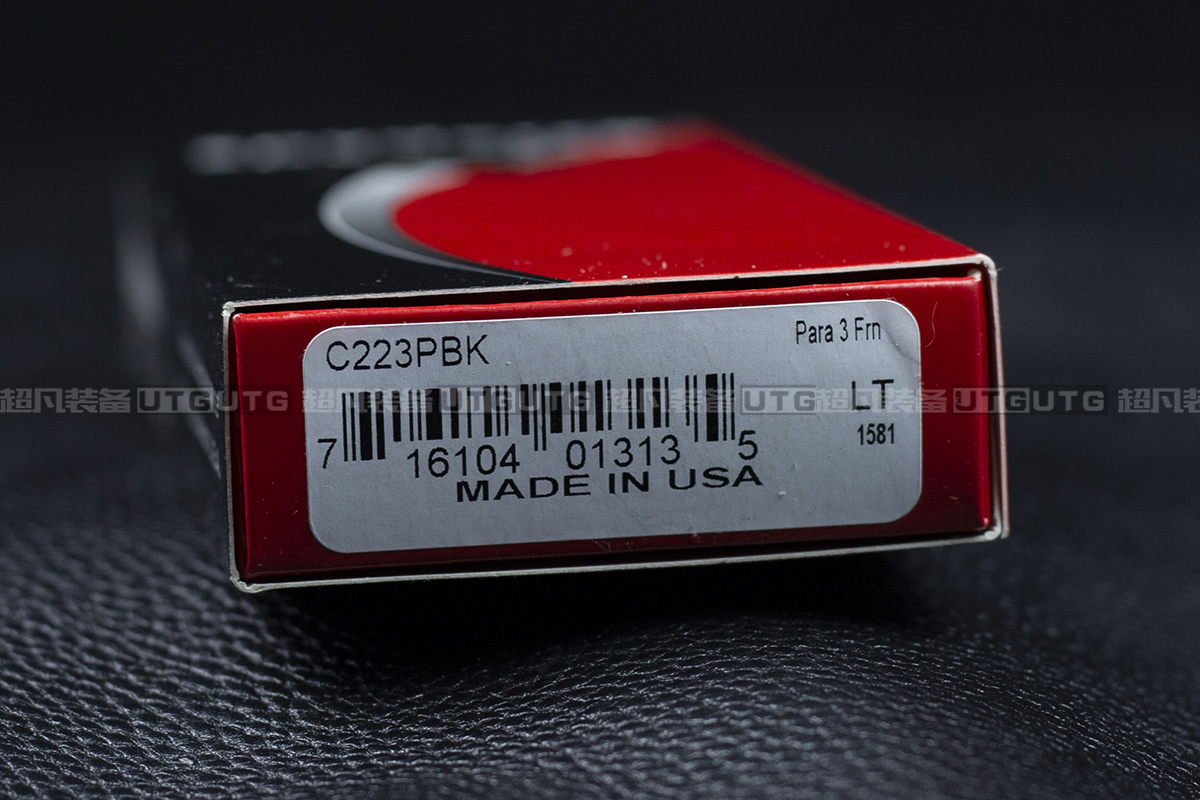 C223PBK
Para 3 Frn
LT
1581
7 16104 01313 5
MADE IN USA
超凡装备 UTG UTG 超凡装备 UTG UTG 超凡装备 UTG UTG 超凡装备